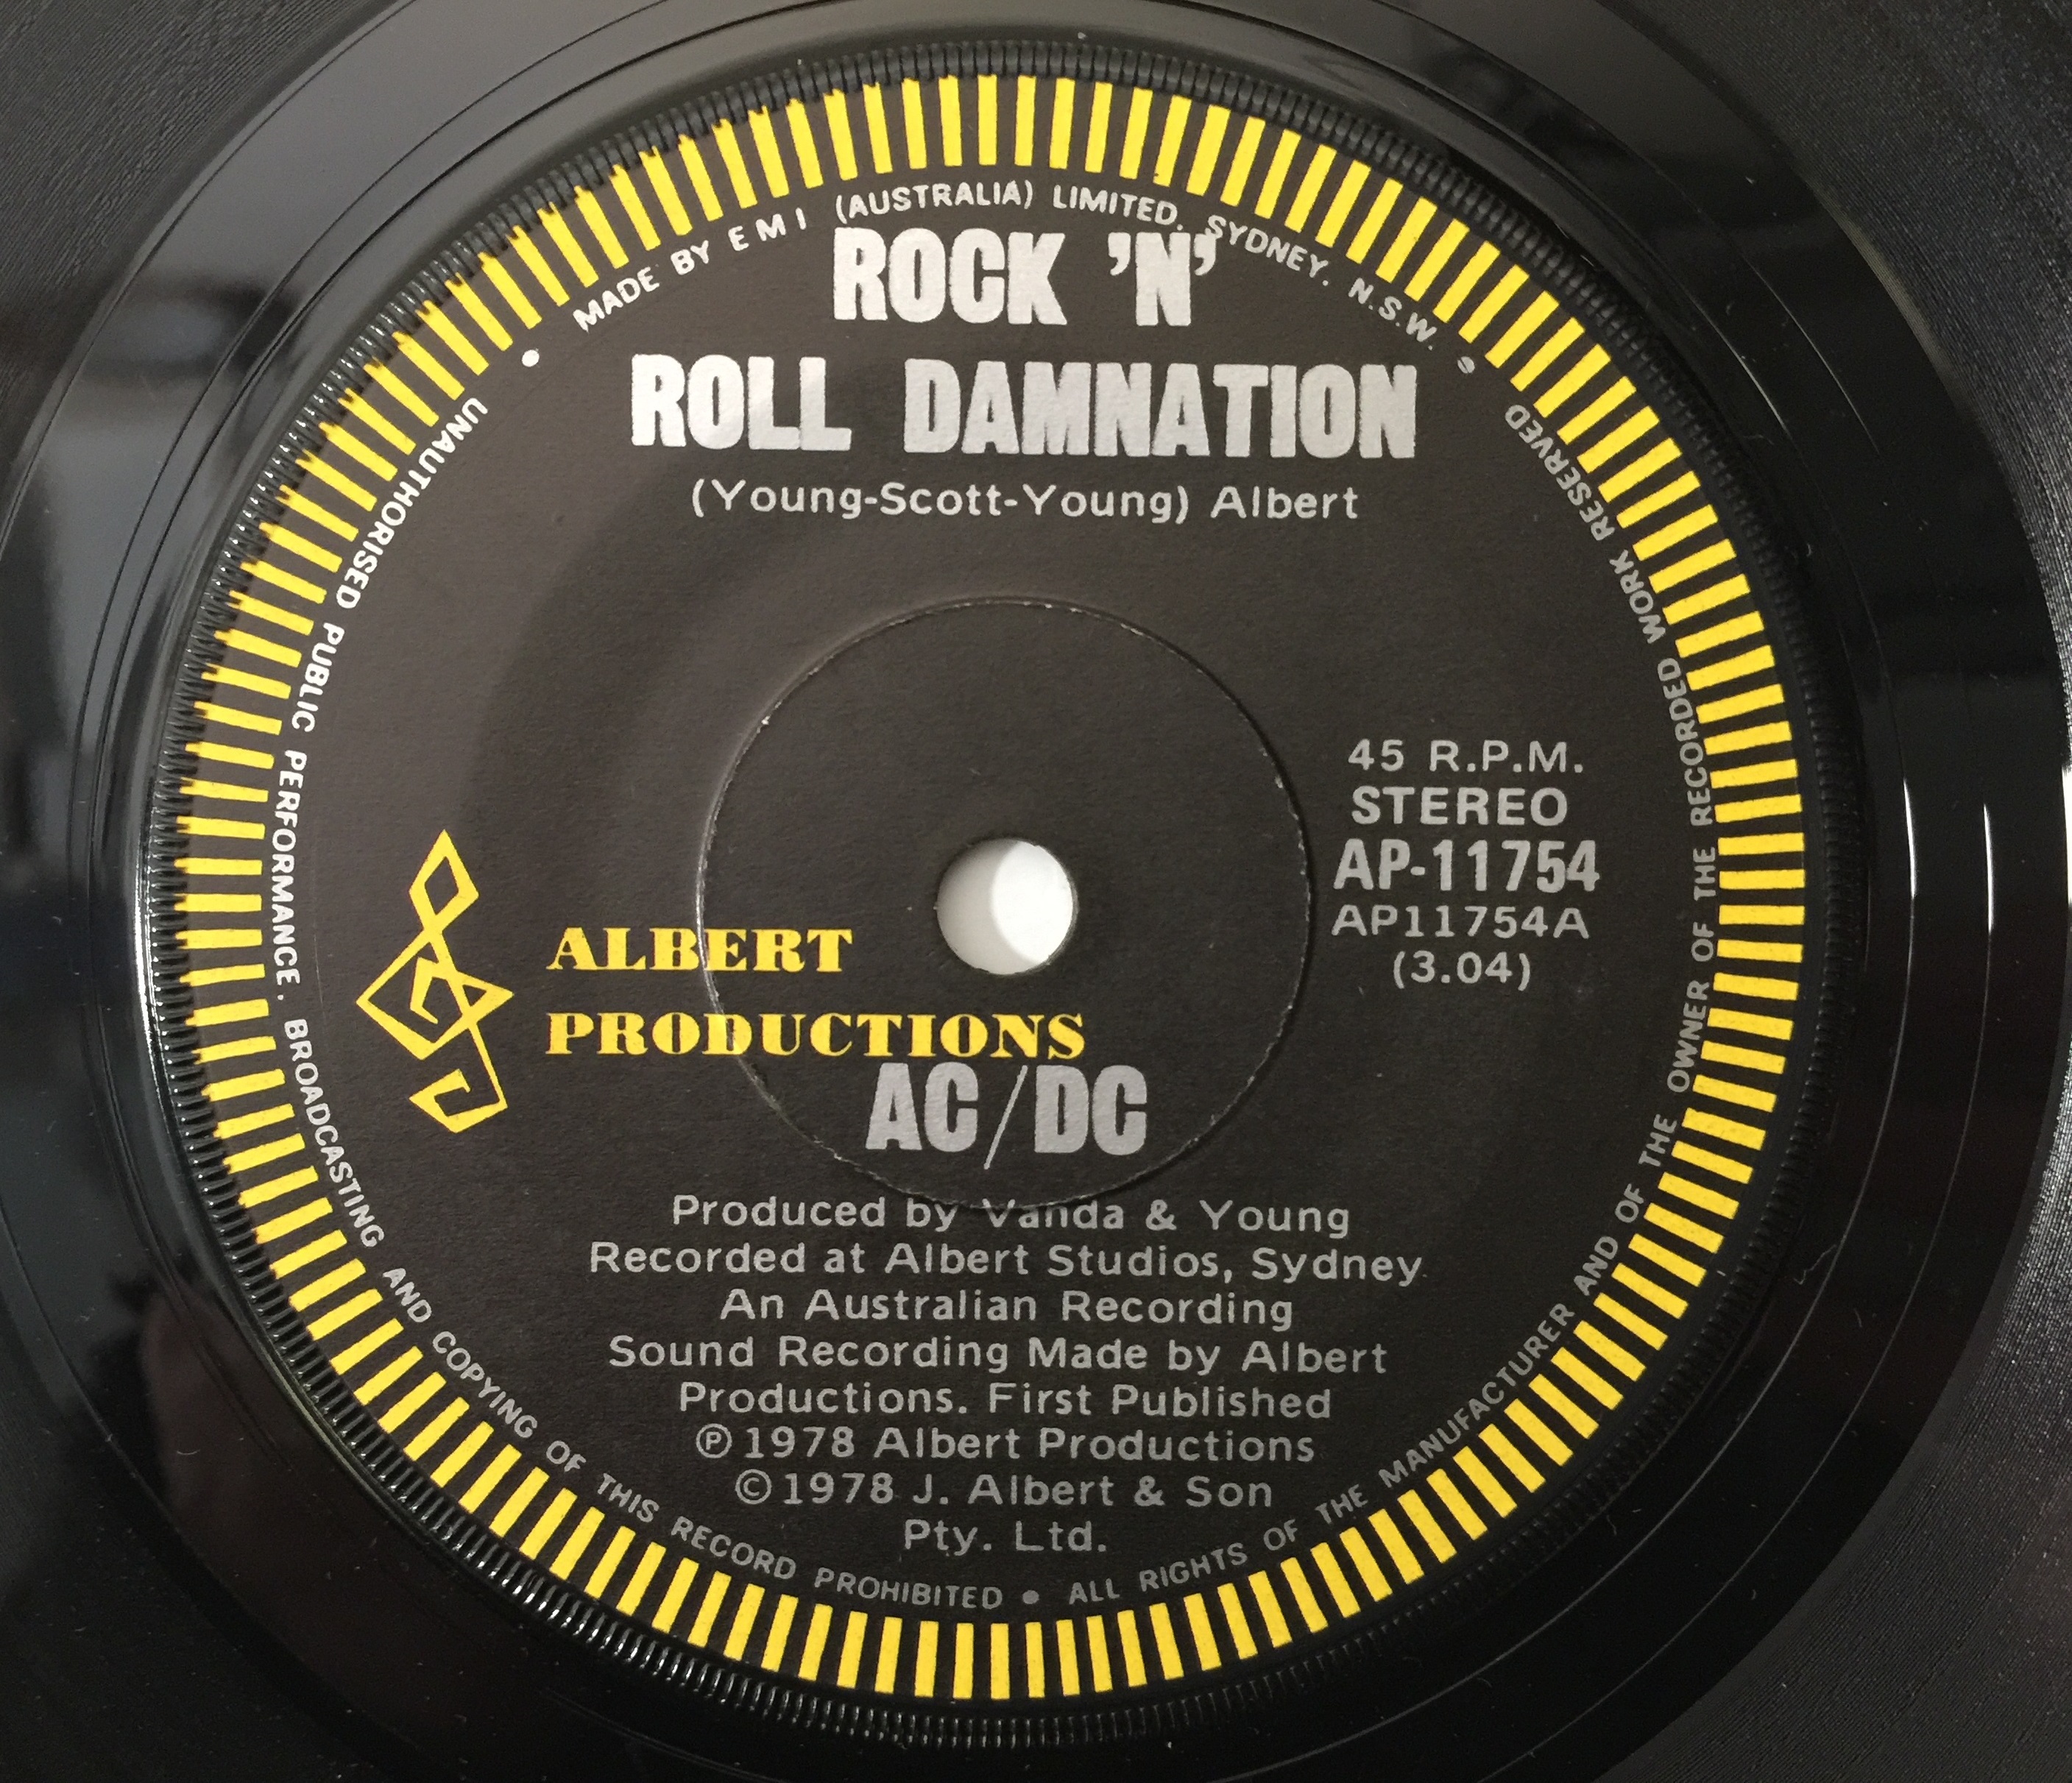 MADE BY EMI (AUSTRALIA) LIMITED. SYDNEY. N.S.W.
ROCK 'N'
ROLL DAMNATION
(Young-Scott-Young) Albert
45 R.P.M.
STEREO
AP-11754
AP11754A
(3.04)
ALBERT
PRODUCTIONS
AC/DC
Produced by Vanda & Young
Recorded at Albert Studios, Sydney.
An Australian Recording
Sound Recording Made by Albert
Productions. First Published
℗1978 Albert Productions
©1978 J. Albert & Son
Pty. Ltd.
UNAUTHORISED PUBLIC PERFORMANCE. BROADCASTING AND COPYING OF THIS RECORD PROHIBITED • ALL RIGHTS OF THE MANUFACTURER AND OF THE OWNER OF THE RECORDED WORK RESERVED